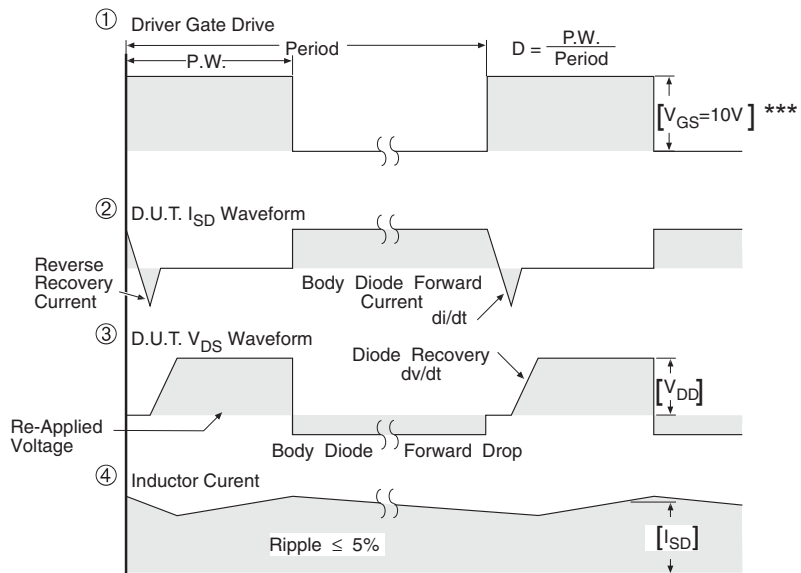 ① Driver Gate Drive
P.W.
Period
D = P.W. / Period
[VGS=10V] ***
② D.U.T. ISD Waveform
Reverse
Recovery
Current
Body Diode Forward
Current
di/dt
③ D.U.T. VDS Waveform
Diode Recovery
dv/dt
[VDD]
Re-Applied
Voltage
Body Diode Forward Drop
④ Inductor Curent
Ripple ≤ 5%
[ISD]